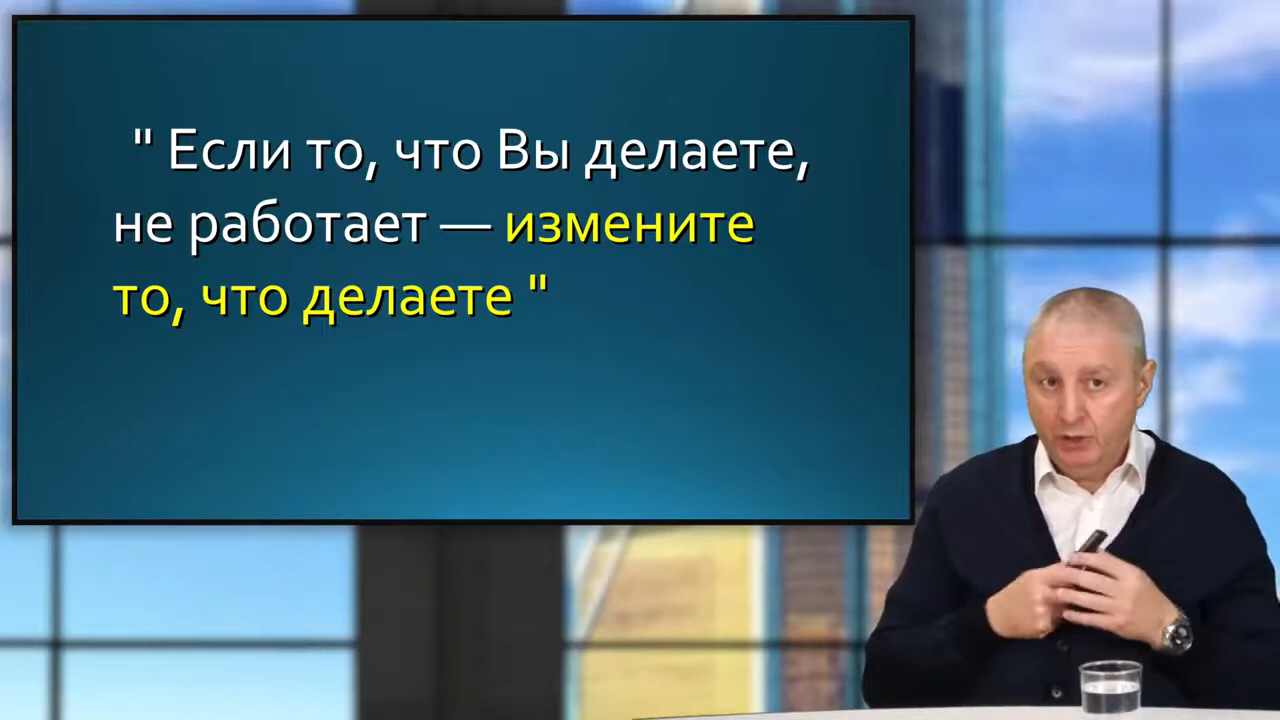 " Если то, что Вы делаете,
не работает — измените
то, что делаете "